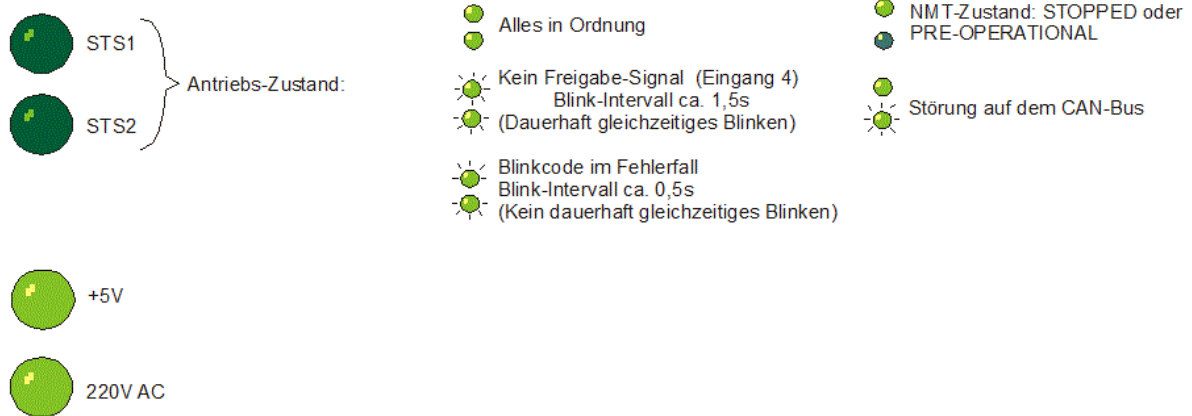 STS1
STS2
Antriebs-Zustand:
Alles in Ordnung
Kein Freigabe-Signal (Eingang 4)
Blink-Intervall ca. 1,5s
(Dauerhaft gleichzeitiges Blinken)
Blinkcode im Fehlerfall
Blink-Intervall ca. 0,5s
(Kein dauerhaft gleichzeitiges Blinken)
NMT-Zustand: STOPPED oder
PRE-OPERATIONAL
Störung auf dem CAN-Bus
+5V
220V AC